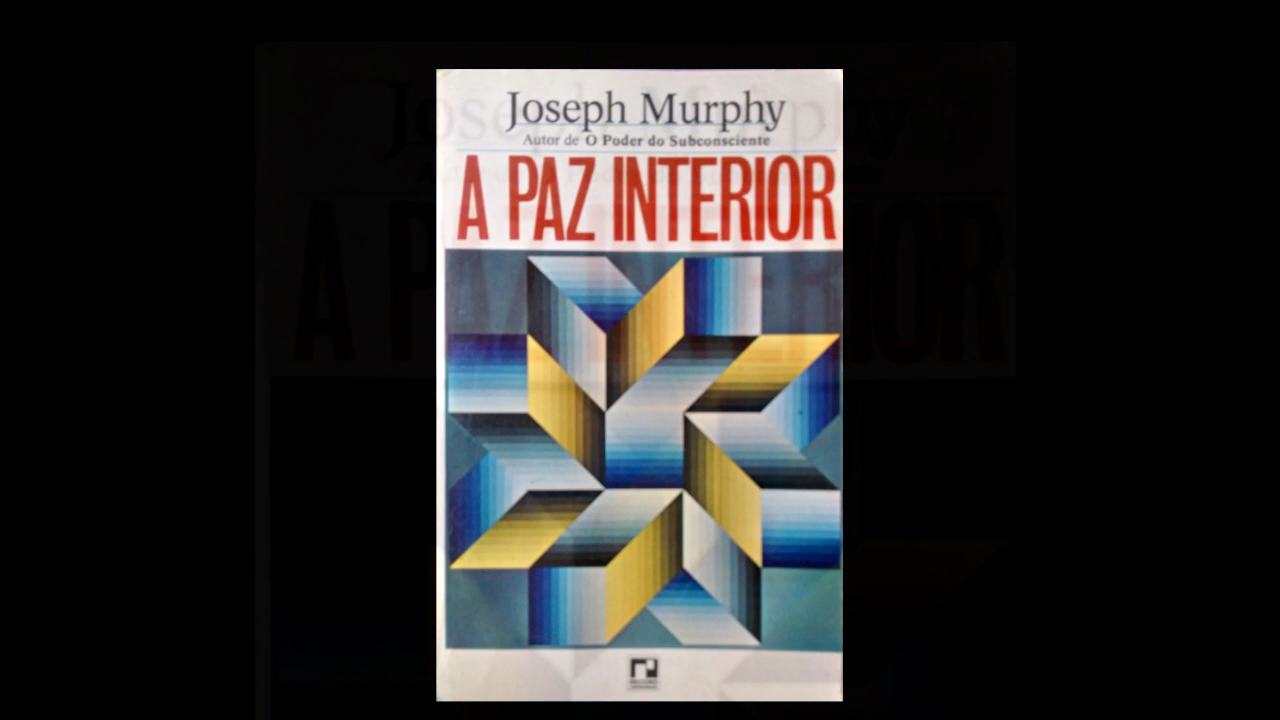 Joseph Murphy
Autor de O Poder do Subconsciente
A PAZ INTERIOR